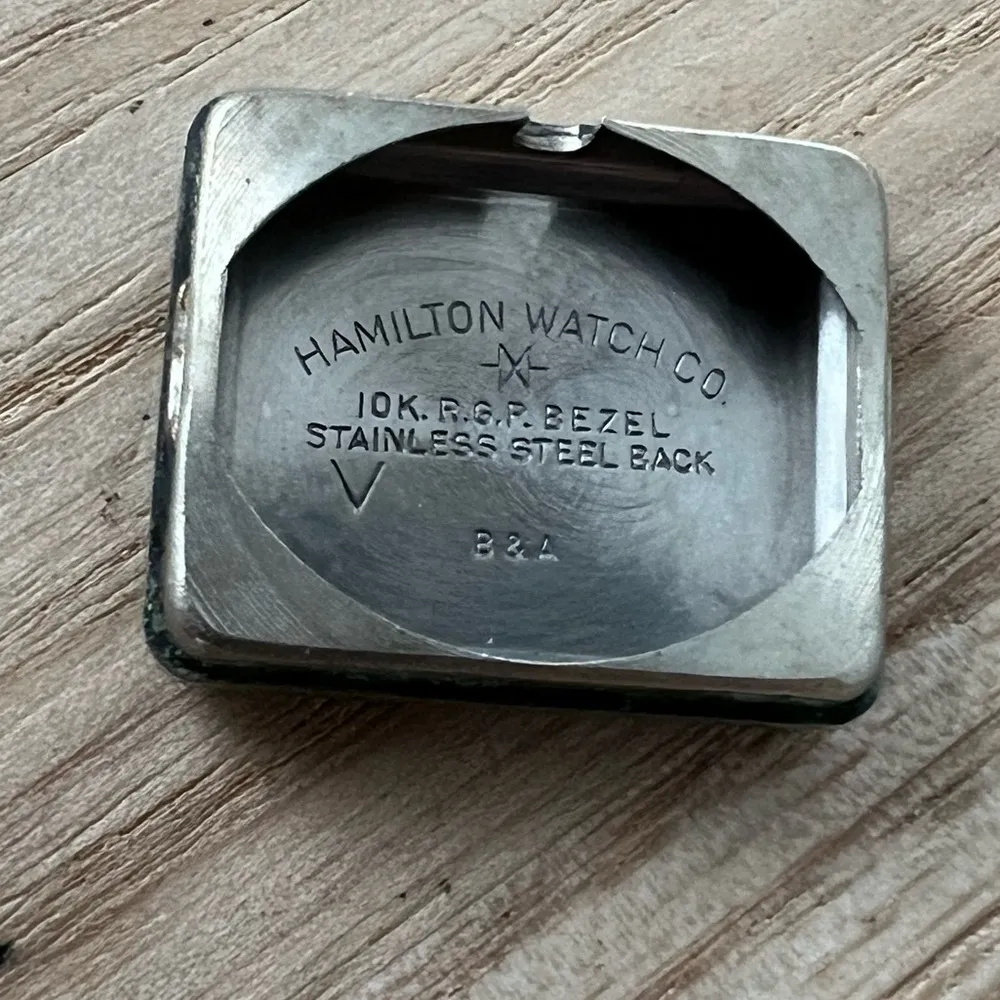 HAMILTON WATCH CO.
10K. R.G.P. BEZEL
STAINLESS STEEL BACK
V
B & A